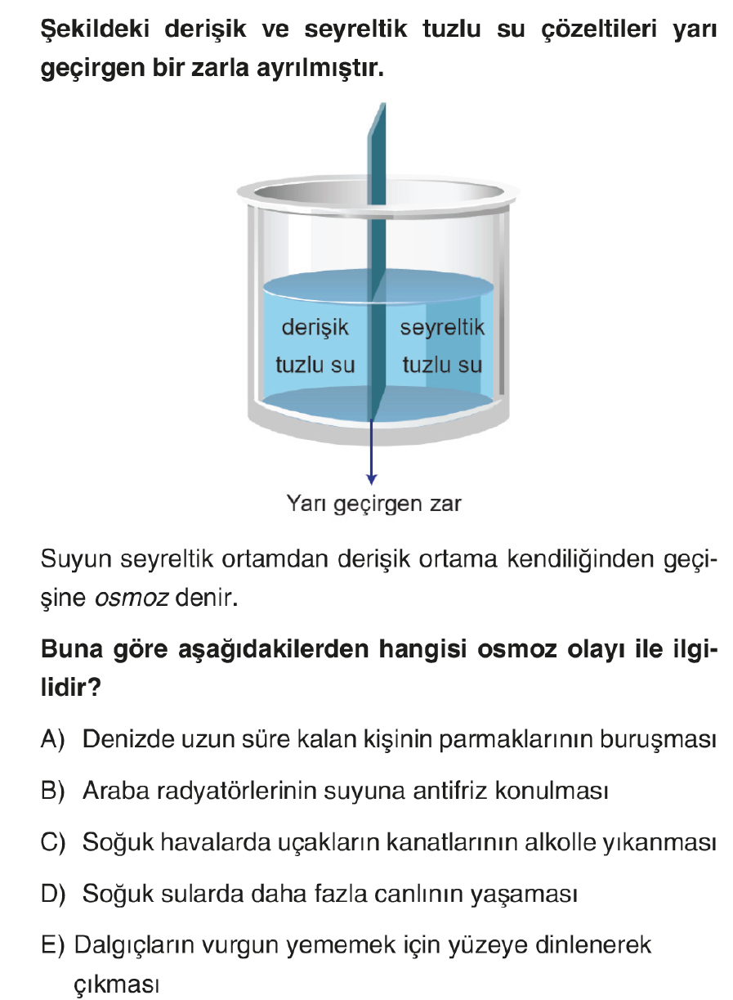 Şekildeki derişik ve seyreltik tuzlu su çözeltileri yarı
geçirgen bir zarla ayrılmıştır.
derişik
tuzlu su
seyreltik
tuzlu su
Yarı geçirgen zar
Suyun seyreltik ortamdan derişik ortama kendiliğinden geçi-
şine osmoz denir.
Buna göre aşağıdakilerden hangisi osmoz olayı ile ilgi-
lidir?
A) Denizde uzun süre kalan kişinin parmaklarının buruşması
B) Araba radyatörlerinin suyuna antifriz konulması
C) Soğuk havalarda uçakların kanatlarının alkolle yıkanması
D) Soğuk sularda daha fazla canlının yaşaması
E) Dalgıçların vurgun yememek için yüzeye dinlenerek
çıkması